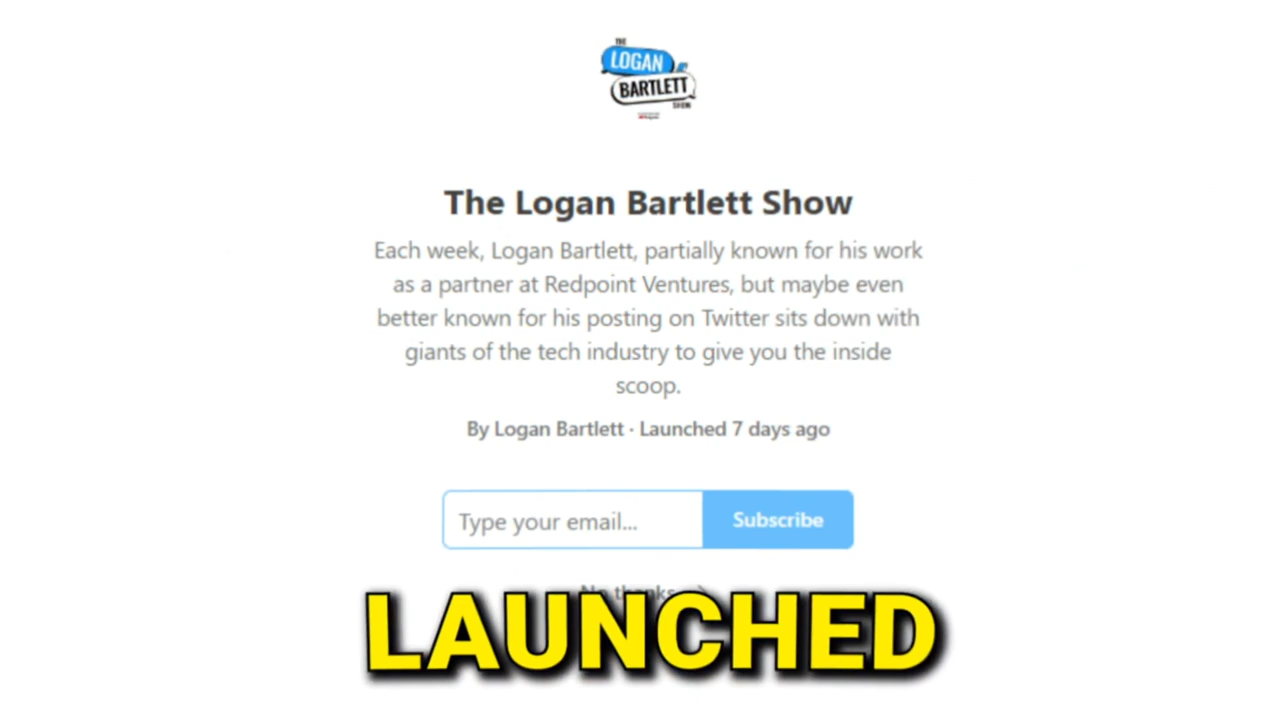 THE
LOGAN
BARTLETT
SHOW
The Logan Bartlett Show
Each week, Logan Bartlett, partially known for his work
as a partner at Redpoint Ventures, but maybe even
better known for his posting on Twitter sits down with
giants of the tech industry to give you the inside
scoop.
By Logan Bartlett · Launched 7 days ago
Type your email...
Subscribe
No thanks
LAUNCHED